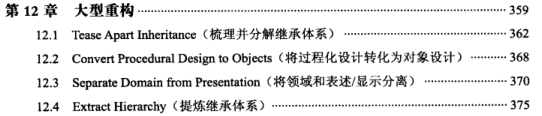 第 12 章 大型重构 359
12.1 Tease Apart Inheritance（梳理并分解继承体系） 362
12.2 Convert Procedural Design to Objects（将过程化设计转化为对象设计） 368
12.3 Separate Domain from Presentation（将领域和表述/显示分离） 370
12.4 Extract Hierarchy（提炼继承体系） 375